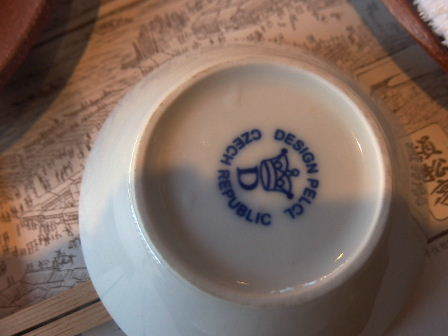 DESIGN PELCL
CZECH REPUBLIC
D